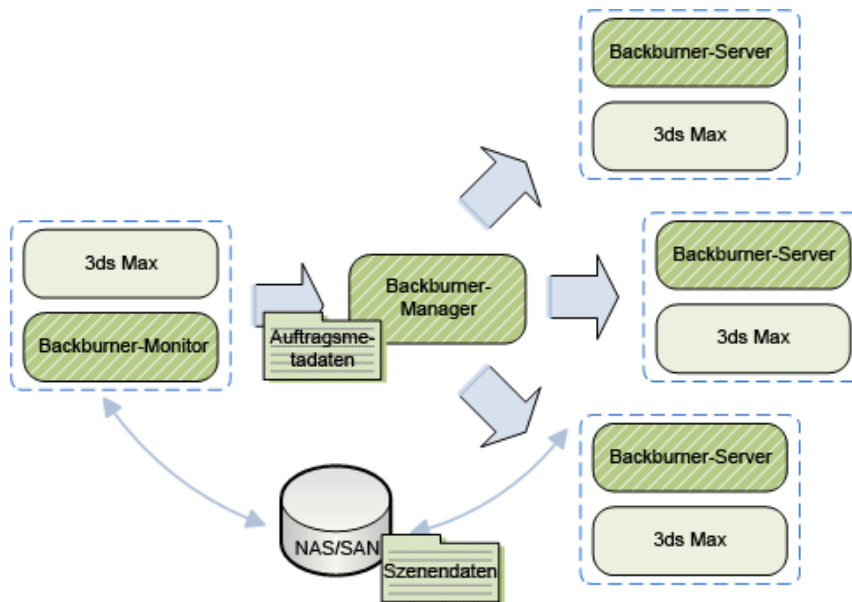 Backburner-Server
3ds Max
3ds Max
Backburner-Monitor
Auftragsme-
tadaten
Backburner-
Manager
Backburner-Server
3ds Max
Backburner-Server
3ds Max
NAS/SAN
Szenendaten